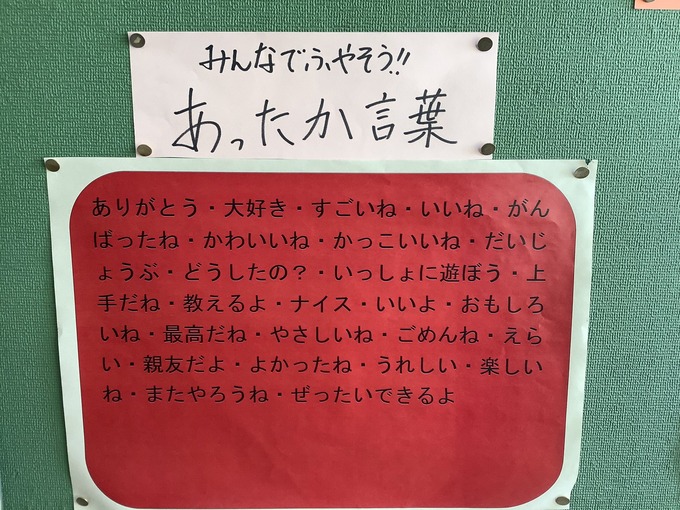 みんなでふやそう!!
あったか言葉
ありがとう・大好き・すごいね・いいね・がん
ばったね・かわいいね・かっこいいね・だいじ
ょうぶ・どうしたの？・いっしょに遊ぼう・上
手だね・教えるよ・ナイス・いいよ・おもしろ
いね・最高だね・やさしいね・ごめんね・えら
い・親友だよ・よかったね・うれしい・楽しい
ね・またやろうね・ぜったいできるよ